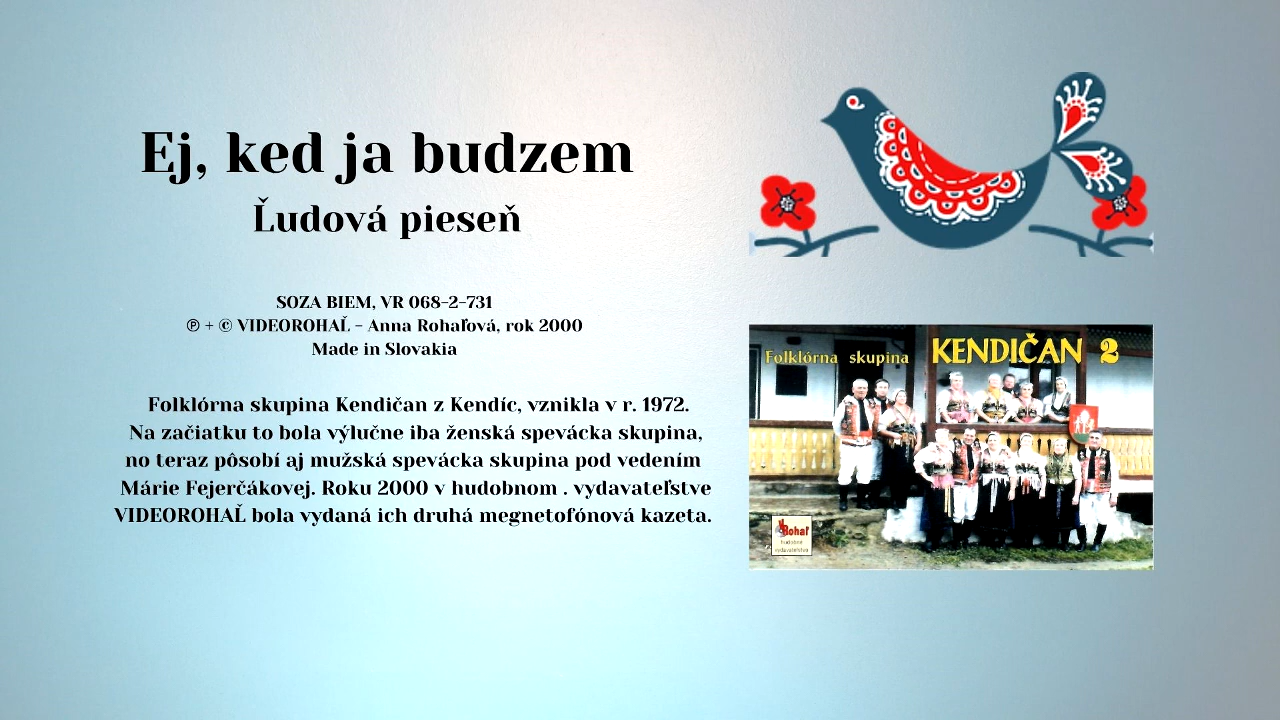 Ej, ked ja budzem
Ľudová pieseň
SOZA BIEM, VR 068-2-731
℗ + © VIDEOROHAĽ - Anna Rohaľová, rok 2000
Made in Slovakia
Folklórna skupina Kendičan z Kendíc, vznikla v r. 1972.
Na začiatku to bola výlučne iba ženská spevácka skupina,
no teraz pôsobí aj mužská spevácka skupina pod vedením
Márie Fejerčákovej. Roku 2000 v hudobnom . vydavateľstve
VIDEOROHAĽ bola vydaná ich druhá megnetofónová kazeta.
Folklórna skupina KENDIČAN 2
Rohaľ
hudobné
vydavateľstvo